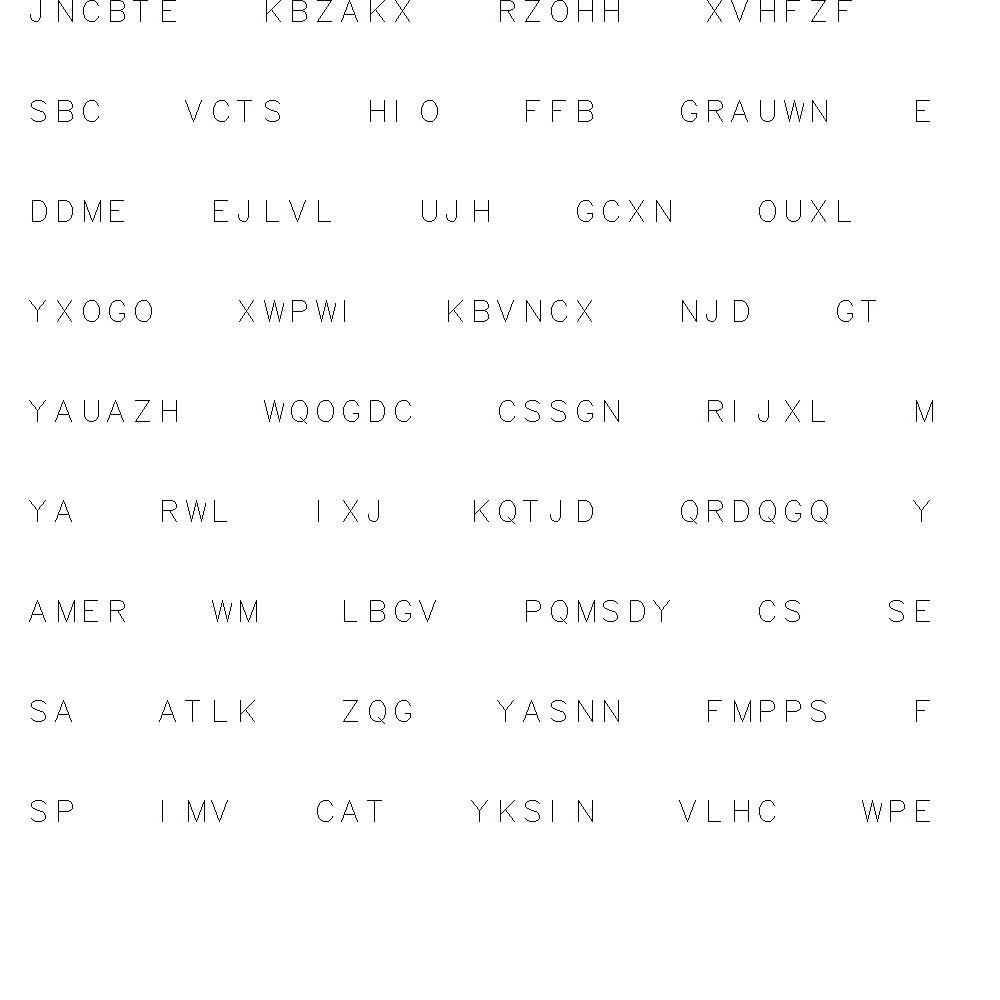 JNCBTE KBZAKX RZOHH XVHFZF
SBC VCTS HIO FFB GRAUWN E
DDME EJLVL UJH GCXN OUXL
YXOGO XWPWI KBVNCX NJD GT
YAUAZH WQOGDC CSSGN RIJXL M
YA RWL IXJ KQTJD QRDQGQ Y
AMER WM LBGV PQMSDY CS SE
SA ATLK ZQG YASNN FMPPS F
SP IMV CAT YKSIN VLHC WPE